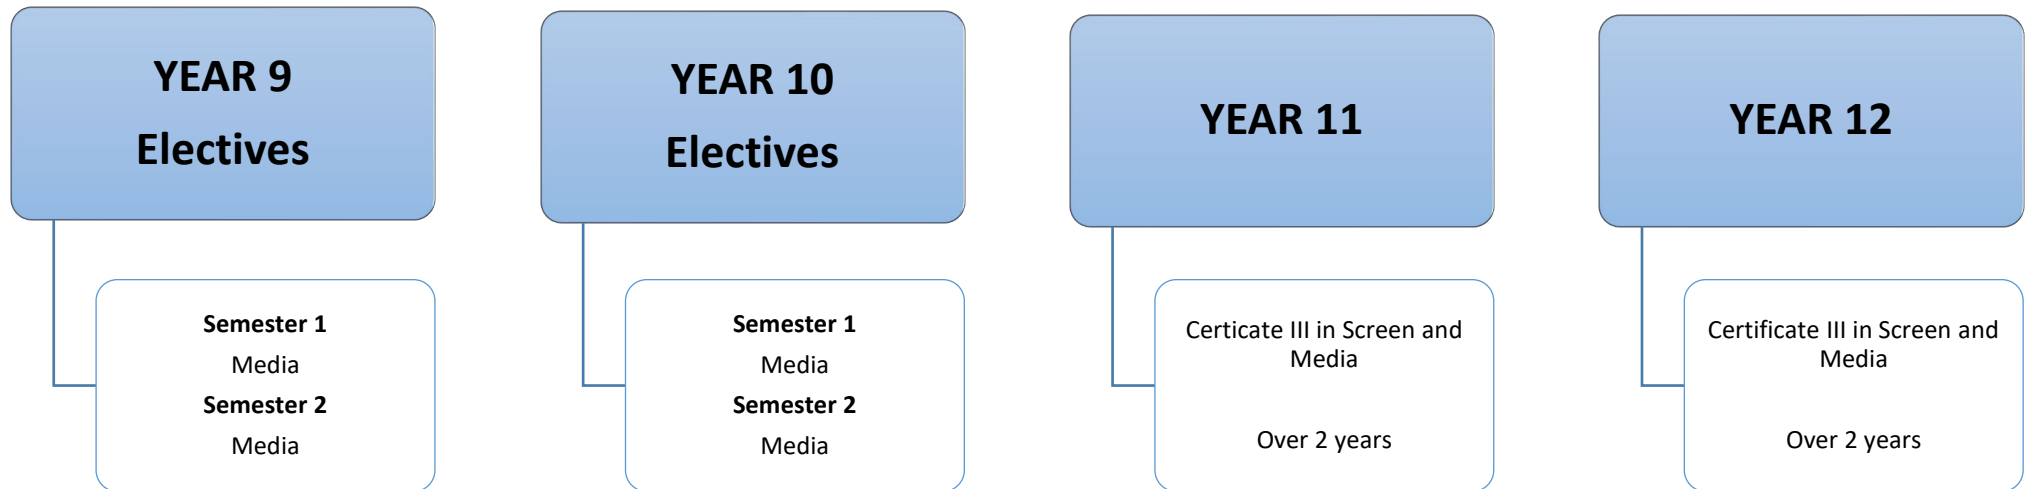 YEAR 9
Electives
Semester 1
Media
Semester 2
Media
YEAR 10
Electives
Semester 1
Media
Semester 2
Media
YEAR 11
Certicate III in Screen and
Media
Over 2 years
YEAR 12
Certificate III in Screen and
Media
Over 2 years